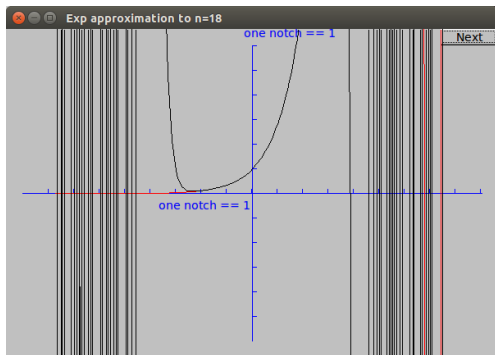 Exp approximation to n=18
one notch == 1
Next
one notch == 1